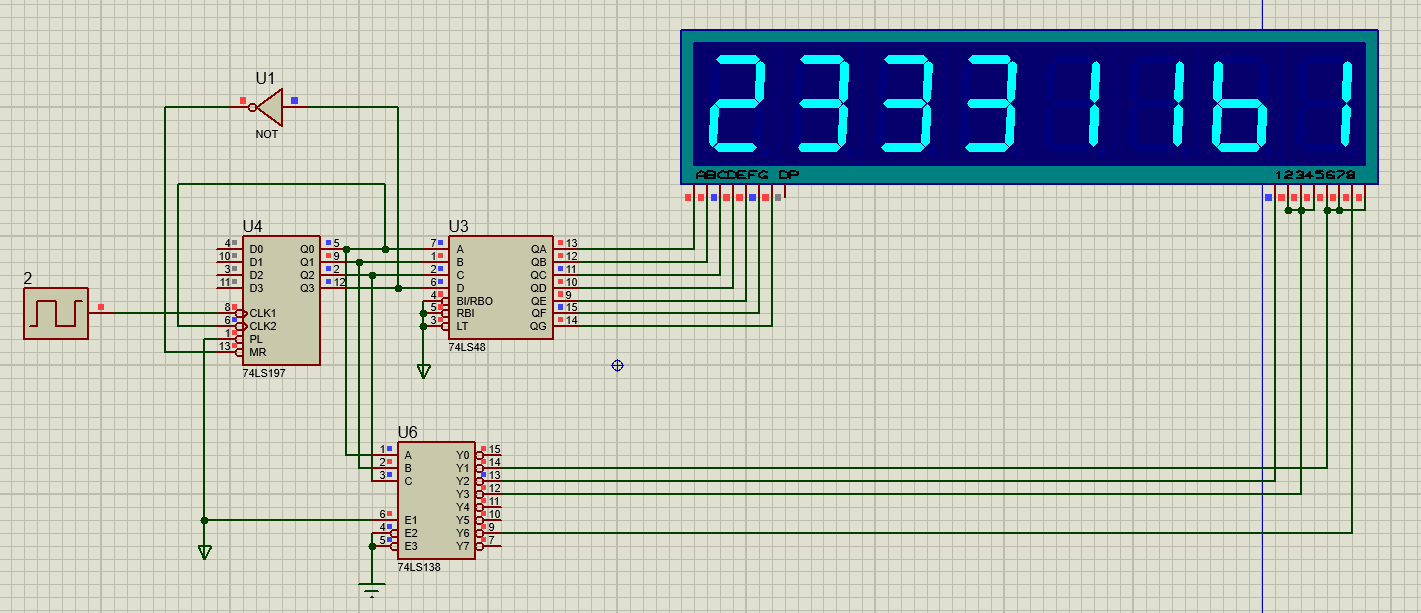 23331161
ABCDEFG DP
12345678
U1
NOT
2
U4
4 D0 Q0 5
10 D1 Q1 9
3 D2 Q2 2
11 D3 Q3 12
8 CLK1
6 CLK2
1 PL
13 MR
74LS197
U3
7 A QA 13
1 B QB 12
2 C QC 11
6 D QD 10
4 BI/RBO QE 9
5 RBI QF 15
3 LT QG 14
74LS48
U6
1 A Y0 15
2 B Y1 14
3 C Y2 13
Y3 12
Y4 11
6 E1 Y5 10
4 E2 Y6 9
5 E3 Y7 7
74LS138